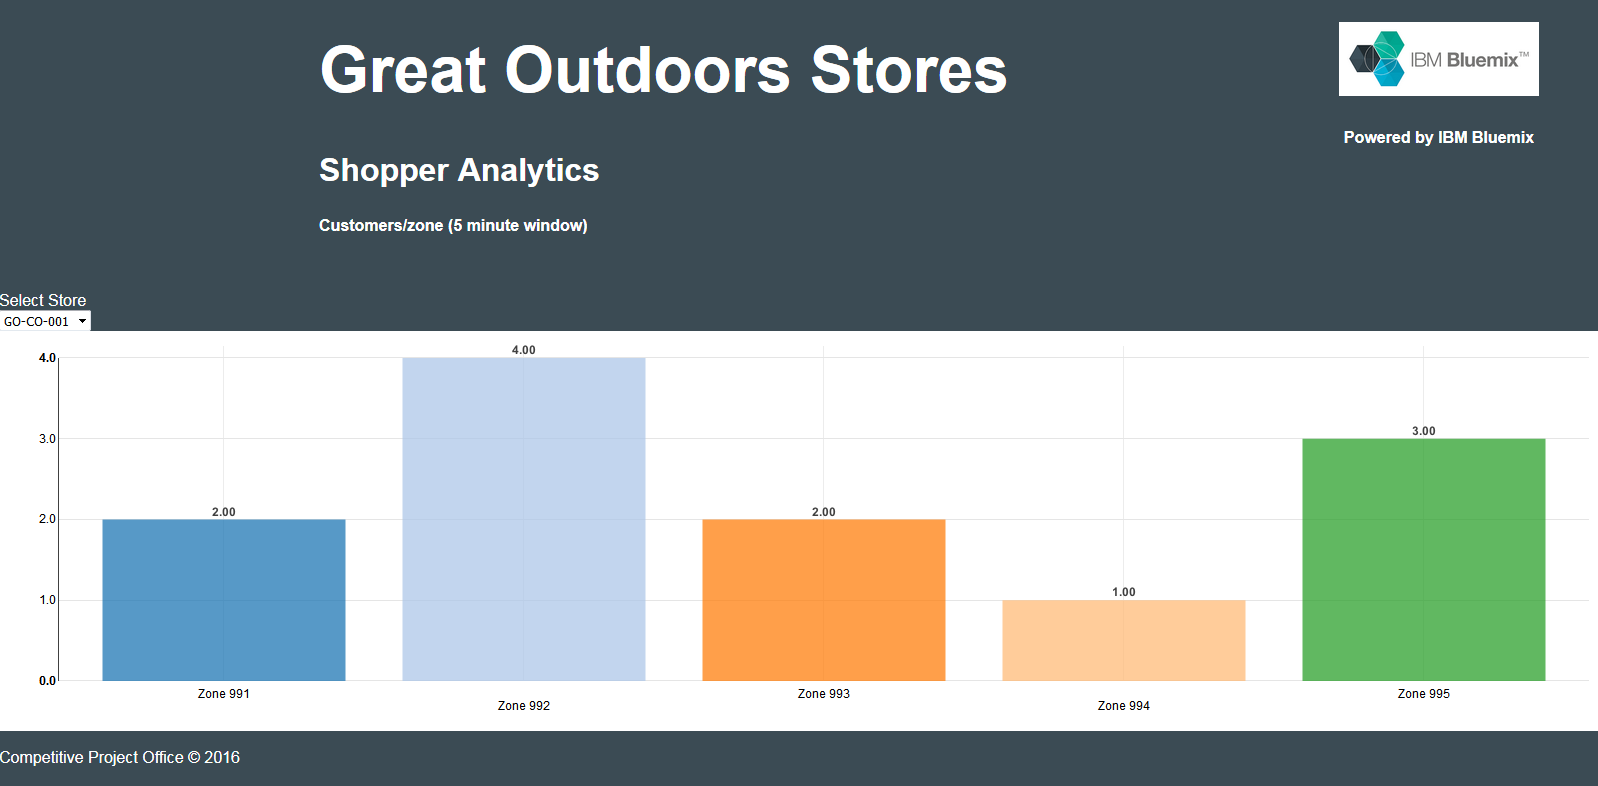 Great Outdoors Stores
IBM Bluemix™
Powered by IBM Bluemix
Shopper Analytics
Customers/zone (5 minute window)
Select Store
GO-CO-001
4.0
3.0
2.0
1.0
0.0
2.00
4.00
2.00
1.00
3.00
Zone 991
Zone 992
Zone 993
Zone 994
Zone 995
Competitive Project Office © 2016